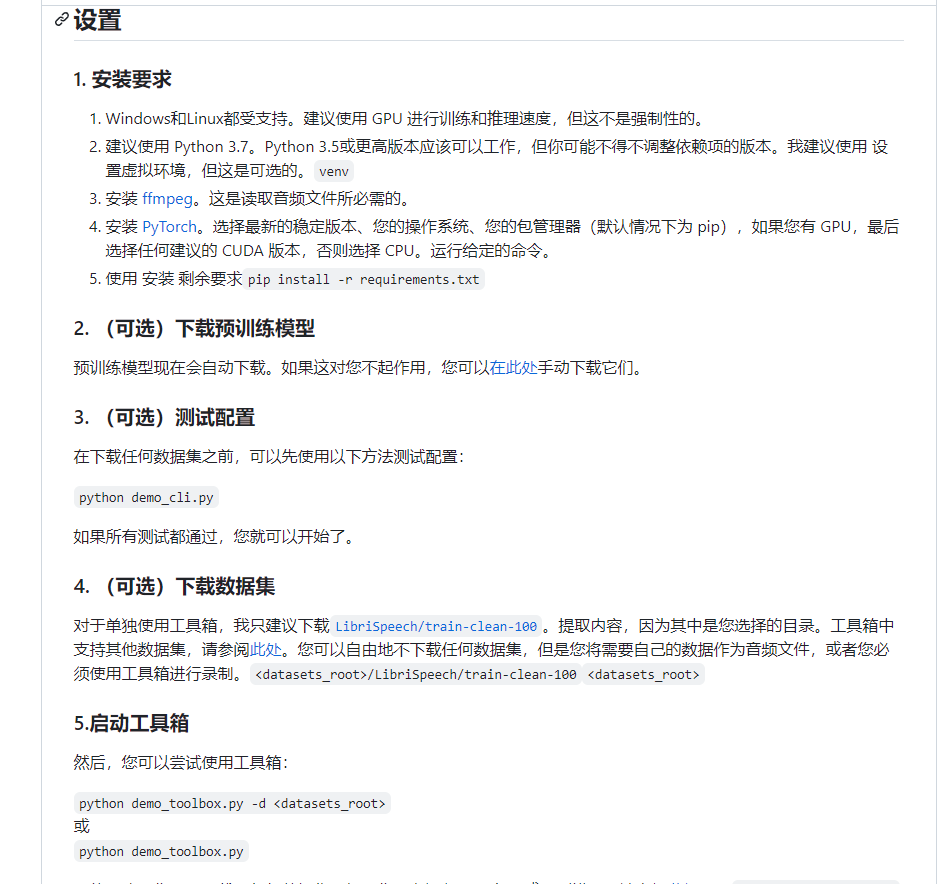 设置
1. 安装要求
1. Windows和Linux都受支持。建议使用 GPU 进行训练和推理速度，但这不是强制性的。
2. 建议使用 Python 3.7。Python 3.5或更高版本应该可以工作，但你可能不得不调整依赖项的版本。我建议使用 设
置虚拟环境，但这是可选的。 venv
3. 安装 ffmpeg。这是读取音频文件所必需的。
4. 安装 PyTorch。选择最新的稳定版本、您的操作系统、您的包管理器（默认情况下为 pip），如果您有 GPU，最后
选择任何建议的 CUDA 版本，否则选择 CPU。运行给定的命令。
5. 使用 安装 剩余要求 pip install -r requirements.txt
2. （可选）下载预训练模型
预训练模型现在会自动下载。如果这对您不起作用，您可以在此处手动下载它们。
3. （可选）测试配置
在下载任何数据集之前，可以先使用以下方法测试配置：
python demo_cli.py
如果所有测试都通过，您就可以开始了。
4. （可选）下载数据集
对于单独使用工具箱，我只建议下载 LibriSpeech/train-clean-100 。提取内容，因为其中是您选择的目录。工具箱中
支持其他数据集，请参阅此处。您可以自由地不下载任何数据集，但是您将需要自己的数据作为音频文件，或者您必
须使用工具箱进行录制。 <datasets_root>/LibriSpeech/train-clean-100 <datasets_root>
5.启动工具箱
然后，您可以尝试使用工具箱：
python demo_toolbox.py -d <datasets_root>
或
python demo_toolbox.py